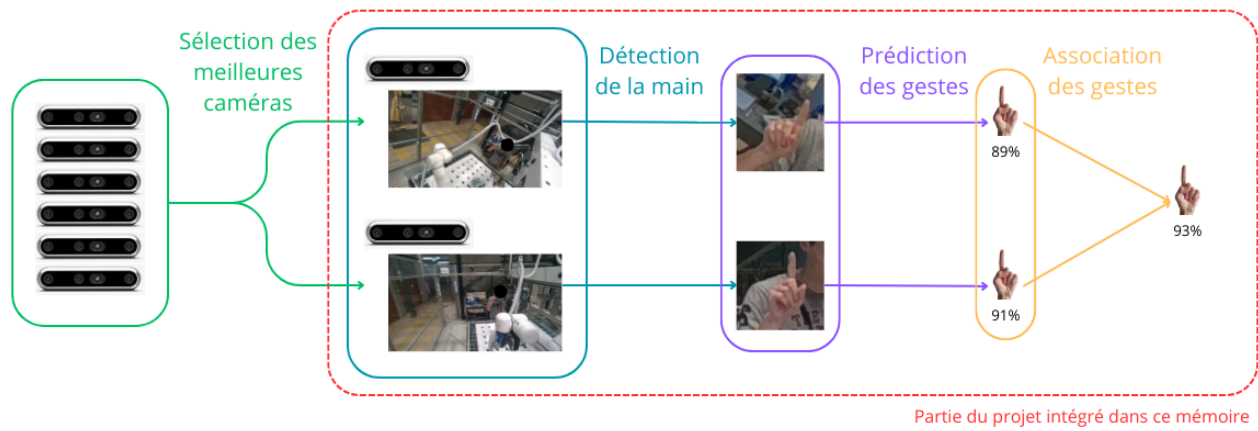 Sélection des
meilleures
caméras
Détection
de la main
Prédiction
des gestes
Association
des gestes
89%
91%
93%
Partie du projet intégré dans ce mémoire